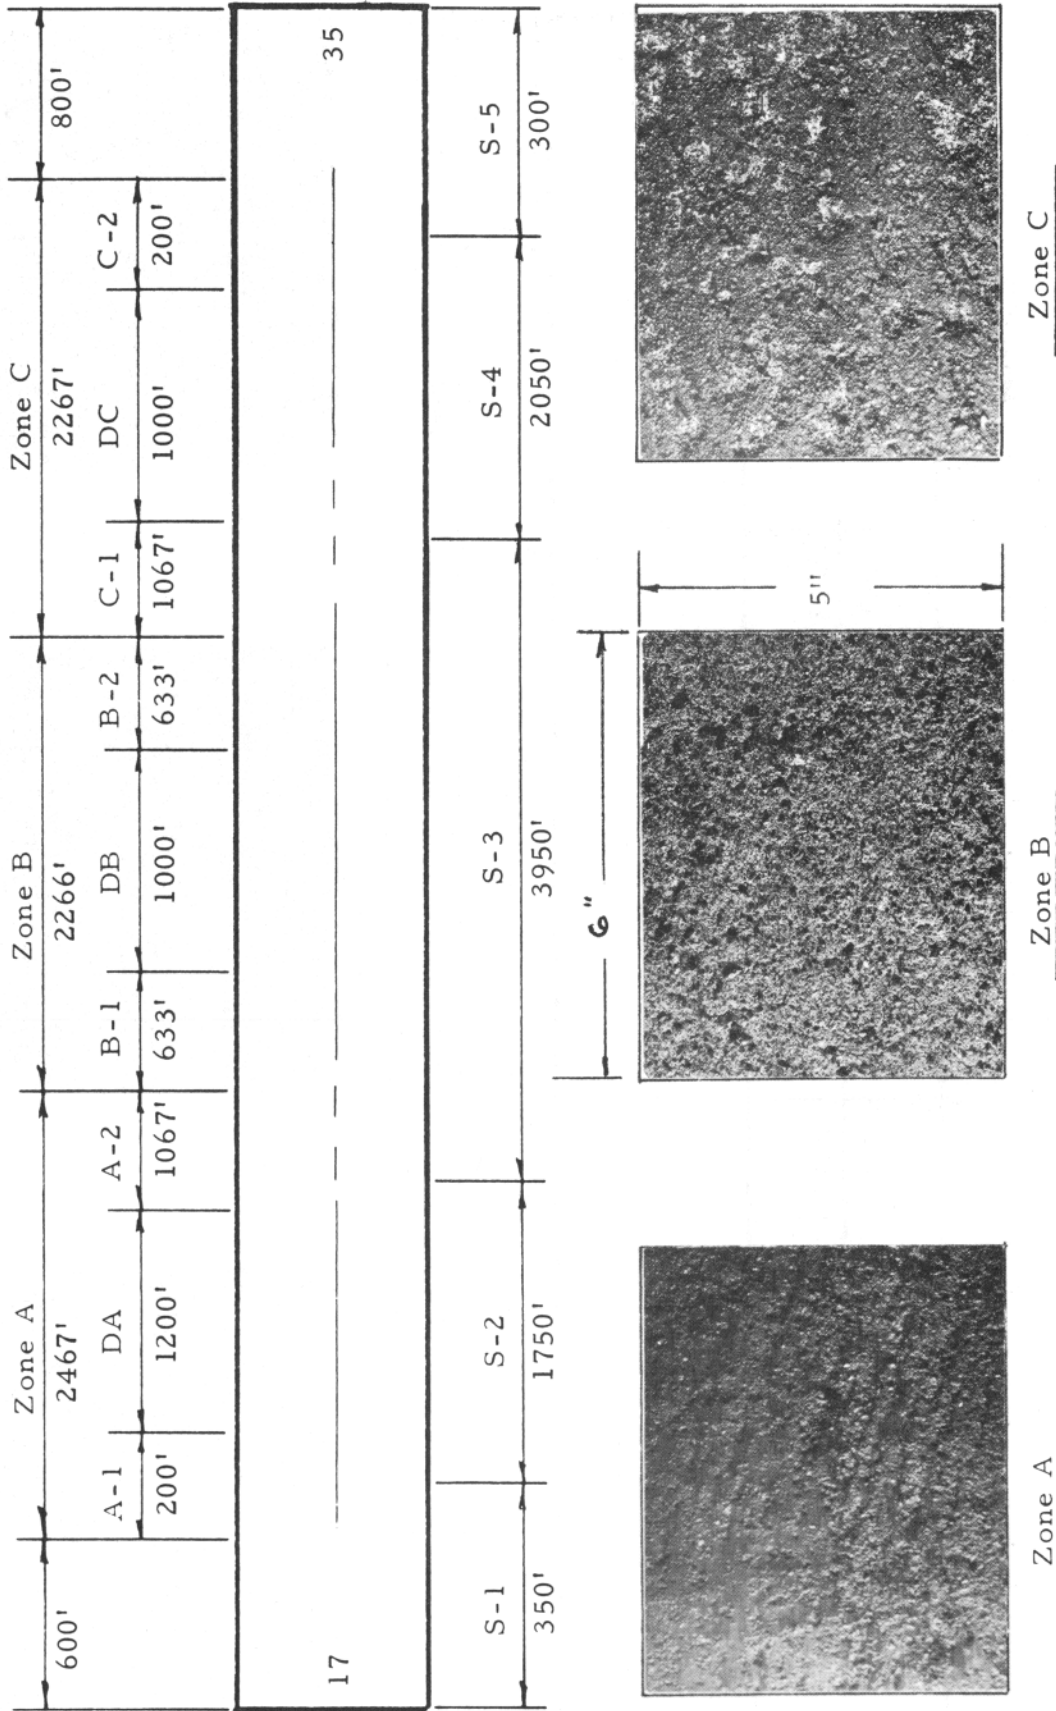 600'
Zone A
2467'
Zone B
2266'
Zone C
2267'
800'
A-1
200'
DA
1200'
A-2
1067'
B-1
633'
DB
1000'
B-2
633'
C-1
1067'
DC
1000'
C-2
200'
17
35
S-1
350'
S-2
1750'
S-3
3950'
S-4
2050'
S-5
300'
6"
5"
Zone A
Zone B
Zone C